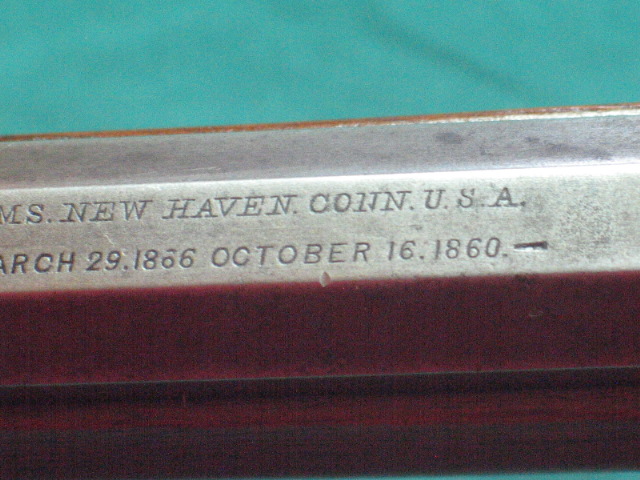 MS. NEW HAVEN. CONN. U.S.A.
ARCH 29.1866 OCTOBER 16.1860.—